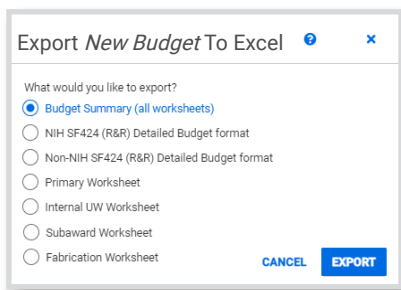 Export New Budget To Excel ?
What would you like to export?
Budget Summary (all worksheets)
NIH SF424 (R&R) Detailed Budget format
Non-NIH SF424 (R&R) Detailed Budget format
Primary Worksheet
Internal UW Worksheet
Subaward Worksheet
Fabrication Worksheet
CANCEL EXPORT